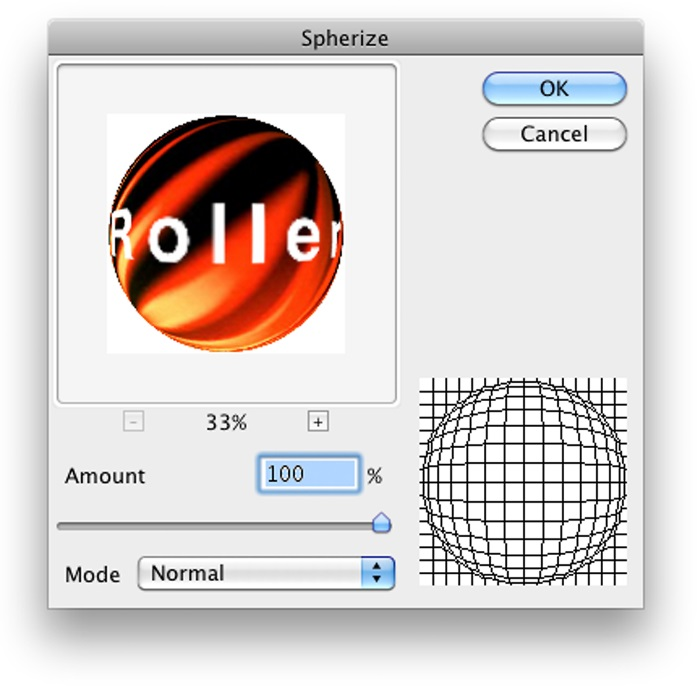 Spherize
OK
Cancel
Roller
- 33% +
Amount 100 %
Mode Normal